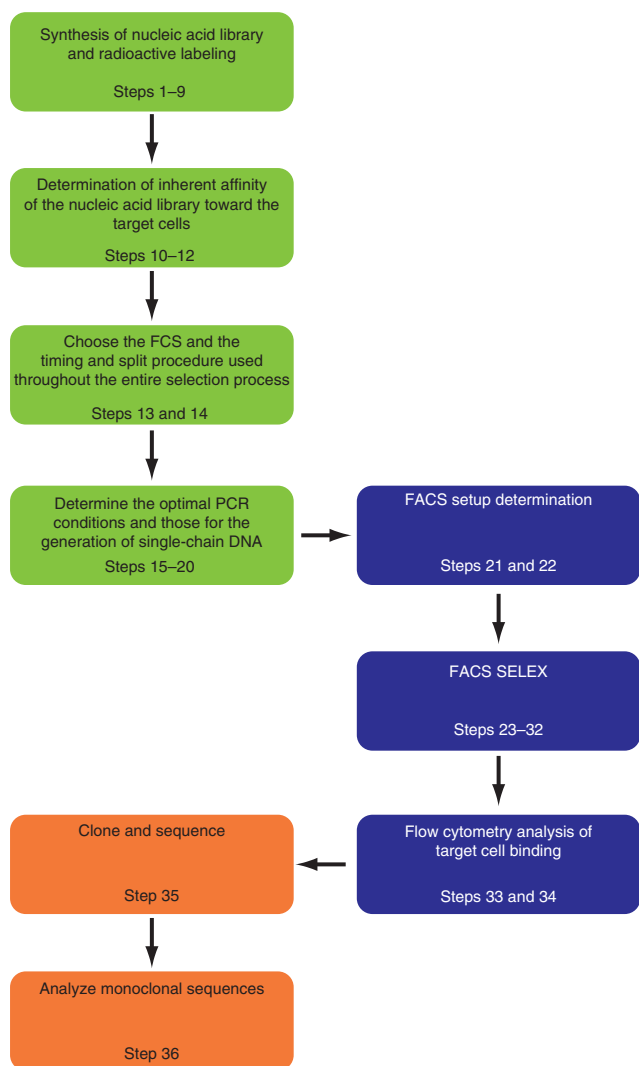 Synthesis of nucleic acid library
and radioactive labeling
Steps 1–9
Determination of inherent affinity
of the nucleic acid library toward the
target cells
Steps 10–12
Choose the FCS and the
timing and split procedure used
throughout the entire selection process
Steps 13 and 14
Determine the optimal PCR
conditions and those for the
generation of single-chain DNA
Steps 15–20
FACS setup determination
Steps 21 and 22
FACS SELEX
Steps 23–32
Flow cytometry analysis of
target cell binding
Steps 33 and 34
Clone and sequence
Step 35
Analyze monoclonal sequences
Step 36